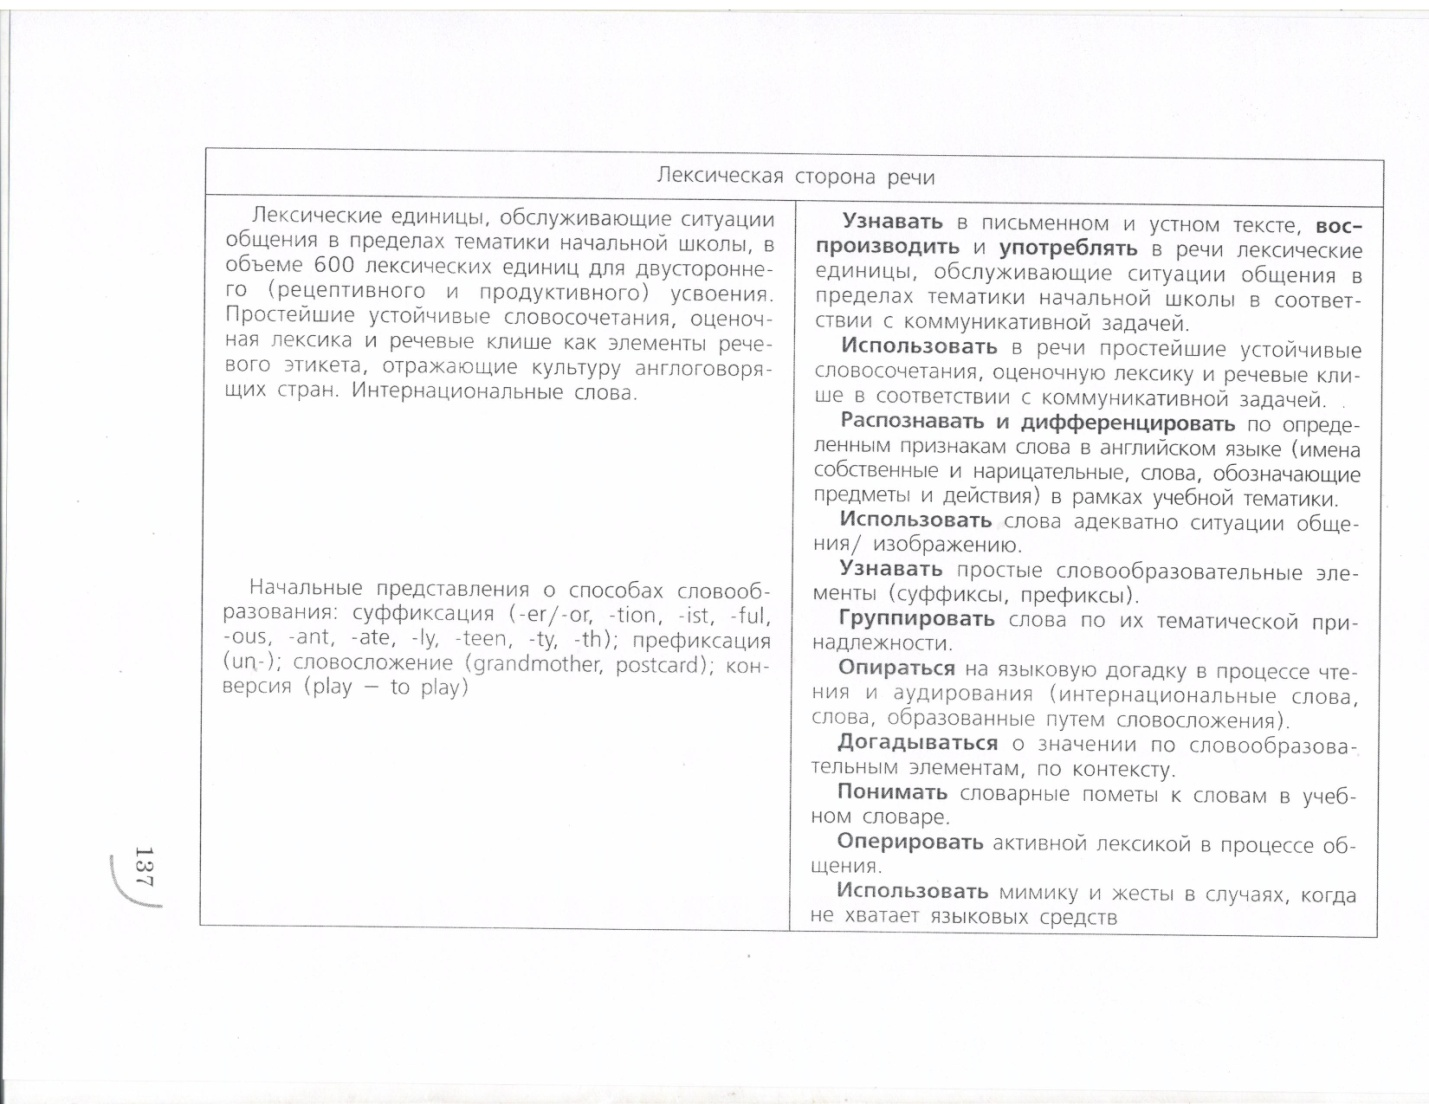 Лексическая сторона речи
Лексические единицы, обслуживающие ситуации
общения в пределах тематики начальной школы, в
объеме 600 лексических единиц для двусторонне-
го (рецептивного и продуктивного) усвоения.
Простейшие устойчивые словосочетания, оценоч-
ная лексика и речевые клише как элементы рече-
вого этикета, отражающие культуру англоговоря-
щих стран. Интернациональные слова.
Начальные представления о способах словооб-
разования: суффиксация (-er/-or, -tion, -ist, -ful,
-ous, -ant, -ate, -ly, -teen, -ty, -th); префиксация
(un-); словосложение (grandmother, postcard); кон-
версия (play – to play)
Узнавать в письменном и устном тексте, вос-
производить и употреблять в речи лексические
единицы, обслуживающие ситуации общения в
пределах тематики начальной школы в соответ-
ствии с коммуникативной задачей.
Использовать в речи простейшие устойчивые
словосочетания, оценочную лексику и речевые кли-
ше в соответствии с коммуникативной задачей.
Распознавать и дифференцировать по опреде-
ленным признакам слова в английском языке (имена
собственные и нарицательные, слова, обозначающие
предметы и действия) в рамках учебной тематики.
Использовать слова адекватно ситуации обще-
ния/ изображению.
Узнавать простые словообразовательные эле-
менты (суффиксы, префиксы).
Группировать слова по их тематической при-
надлежности.
Опираться на языковую догадку в процессе чте-
ния и аудирования (интернациональные слова,
слова, образованные путем словосложения).
Догадываться о значении по словообразова-
тельным элементам, по контексту.
Понимать словарные пометы к словам в учеб-
ном словаре.
Оперировать активной лексикой в процессе об-
щения.
Использовать мимику и жесты в случаях, когда
не хватает языковых средств
137